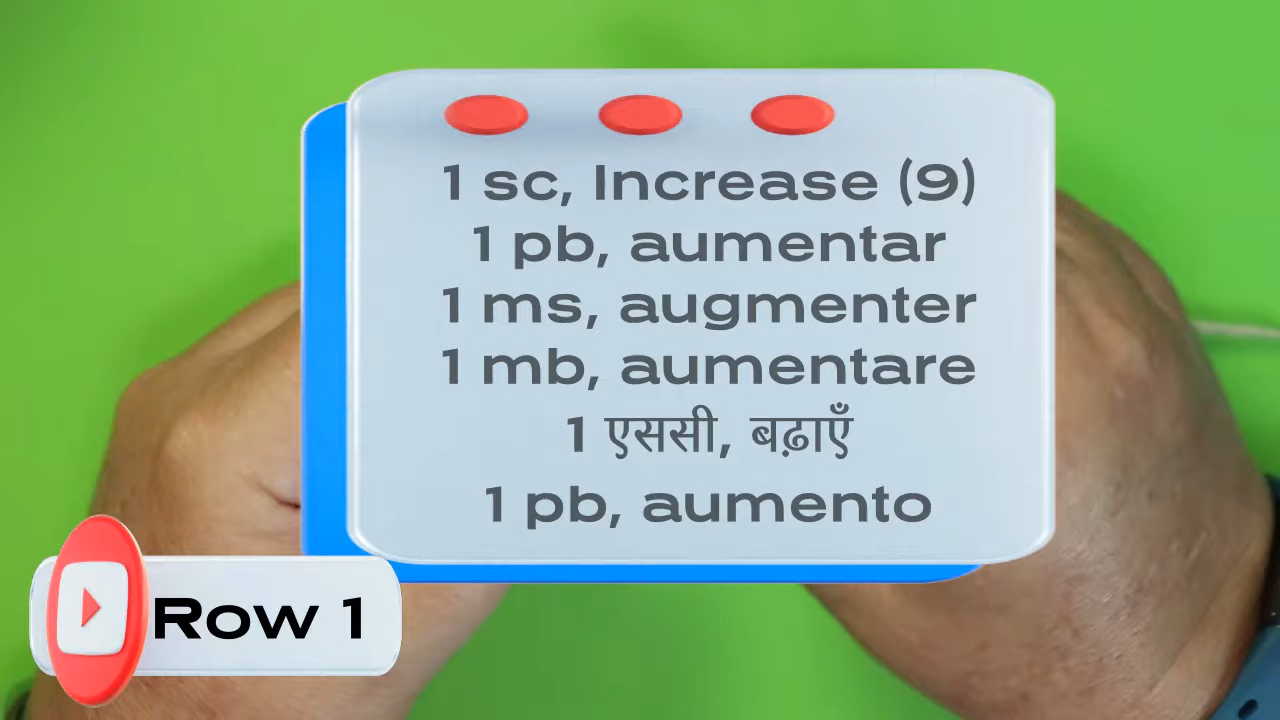 1 sc, Increase (9)
1 pb, aumentar
1 ms, augmenter
1 mb, aumentare
1 एससी, बढ़ाएँ
1 pb, aumento
Row 1